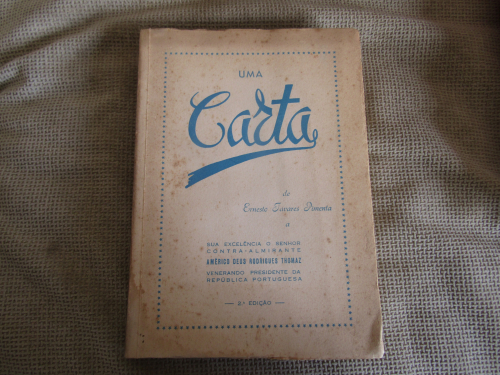 UMA
Carta
de
Ernesto Tavares Pimenta
a
SUA EXCELÊNCIA O SENHOR
CONTRA-ALMIRANTE
AMÉRICO DEUS RODRIGUES THOMAZ
VENERANDO PRESIDENTE DA
REPÚBLICA PORTUGUESA
— 2.ª EDIÇÃO —